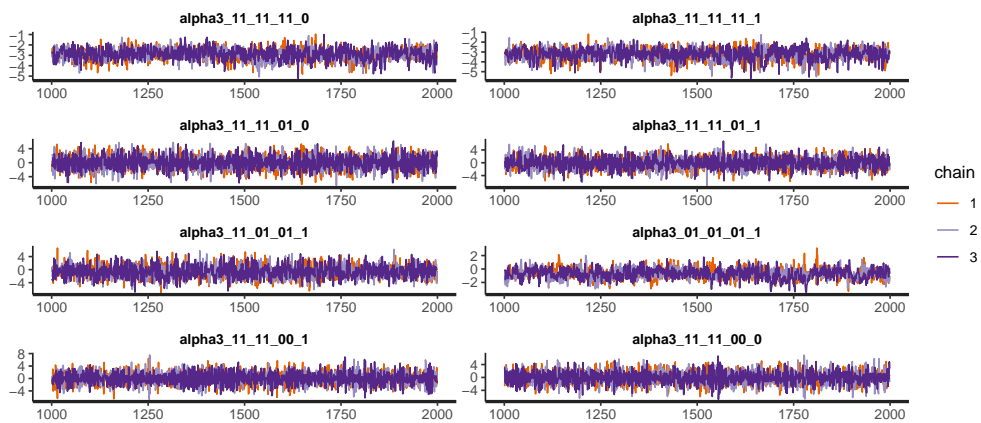 alpha3_11_11_11_0 alpha3_11_11_11_1
−1 −2 −3 −4 −5
1000 1250 1500 1750 2000
−1 −2 −3 −4 −5
1000 1250 1500 1750 2000
alpha3_11_11_01_0 alpha3_11_11_01_1
4 0 −4
1000 1250 1500 1750 2000
4 0 −4
1000 1250 1500 1750 2000
alpha3_11_01_01_1 alpha3_01_01_01_1
4 0 −4
1000 1250 1500 1750 2000
2 0 −2
1000 1250 1500 1750 2000
alpha3_11_11_00_1 alpha3_11_11_00_0
8 4 0 −4
1000 1250 1500 1750 2000
4 0 −4
1000 1250 1500 1750 2000
chain
1
2
3